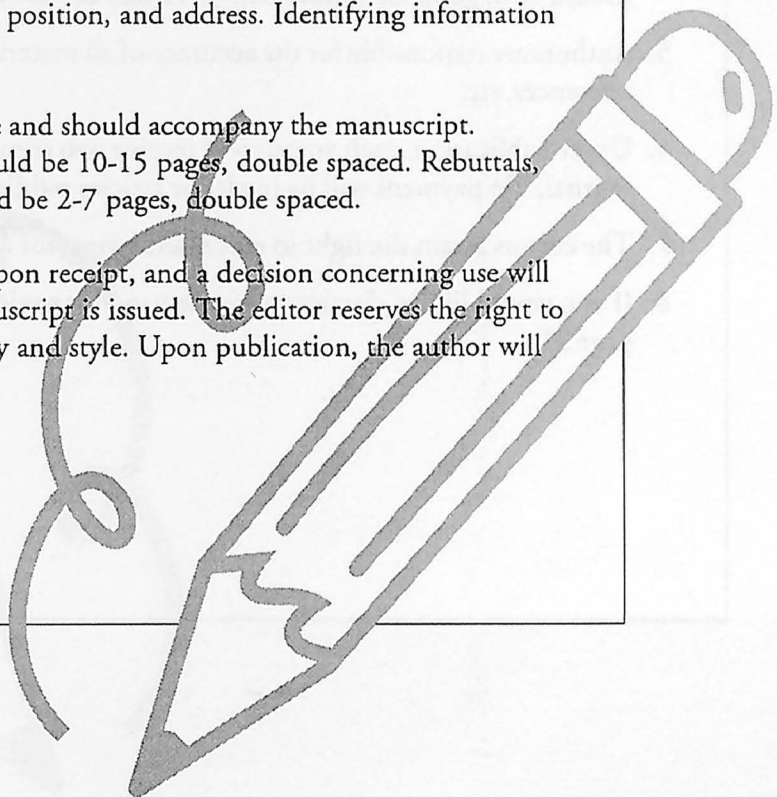 position, and address. Identifying information
and should accompany the manuscript.
uld be 10-15 pages, double spaced. Rebuttals,
d be 2-7 pages, double spaced.
pon receipt, and a decision concerning use will
uscript is issued. The editor reserves the right to
y and style. Upon publication, the author will